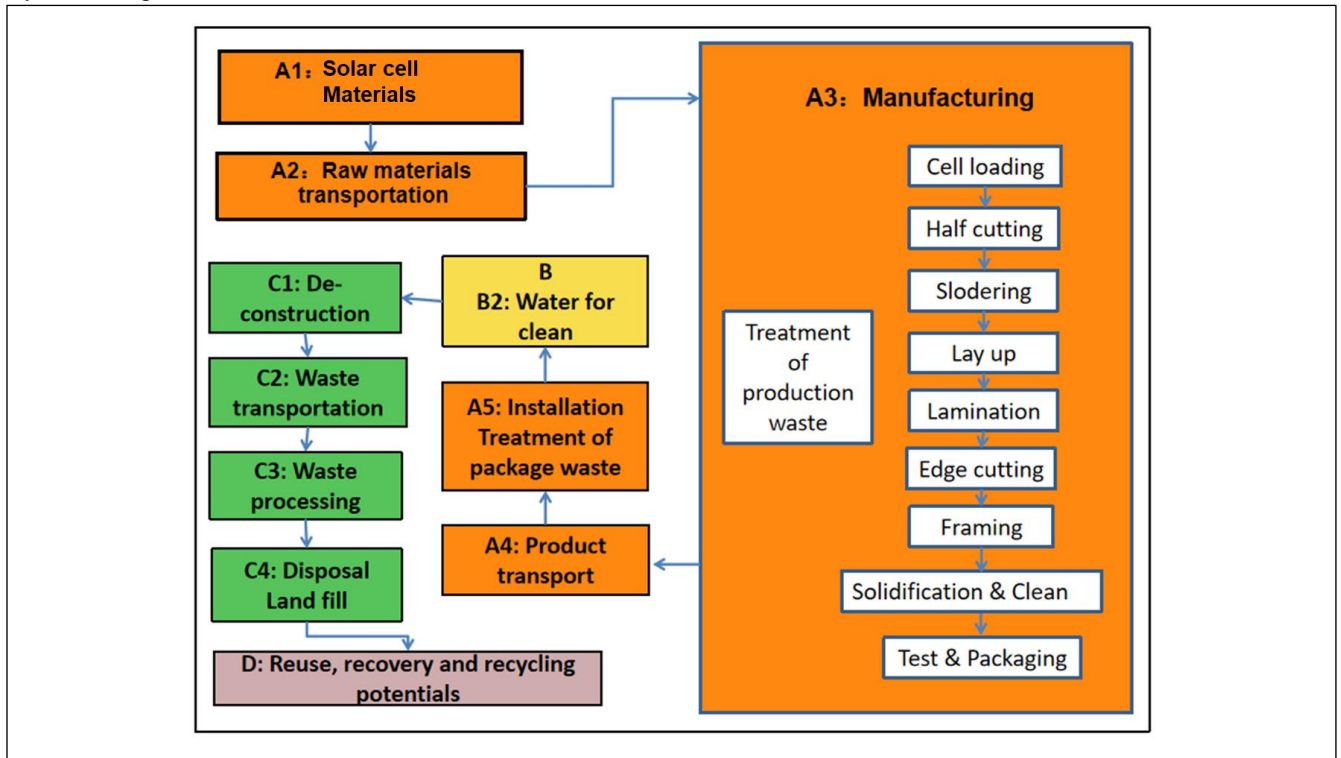 A1：Solar cell
Materials
A2：Raw materials
transportation
A3：Manufacturing
Cell loading
Half cutting
Slodering
Lay up
Lamination
Edge cutting
Framing
Solidification & Clean
Test & Packaging
Treatment
of
production
waste
A4: Product
transport
A5: Installation
Treatment of
package waste
B
B2: Water for
clean
C1: De-
construction
C2: Waste
transportation
C3: Waste
processing
C4: Disposal
Land fill
D: Reuse, recovery and recycling
potentials